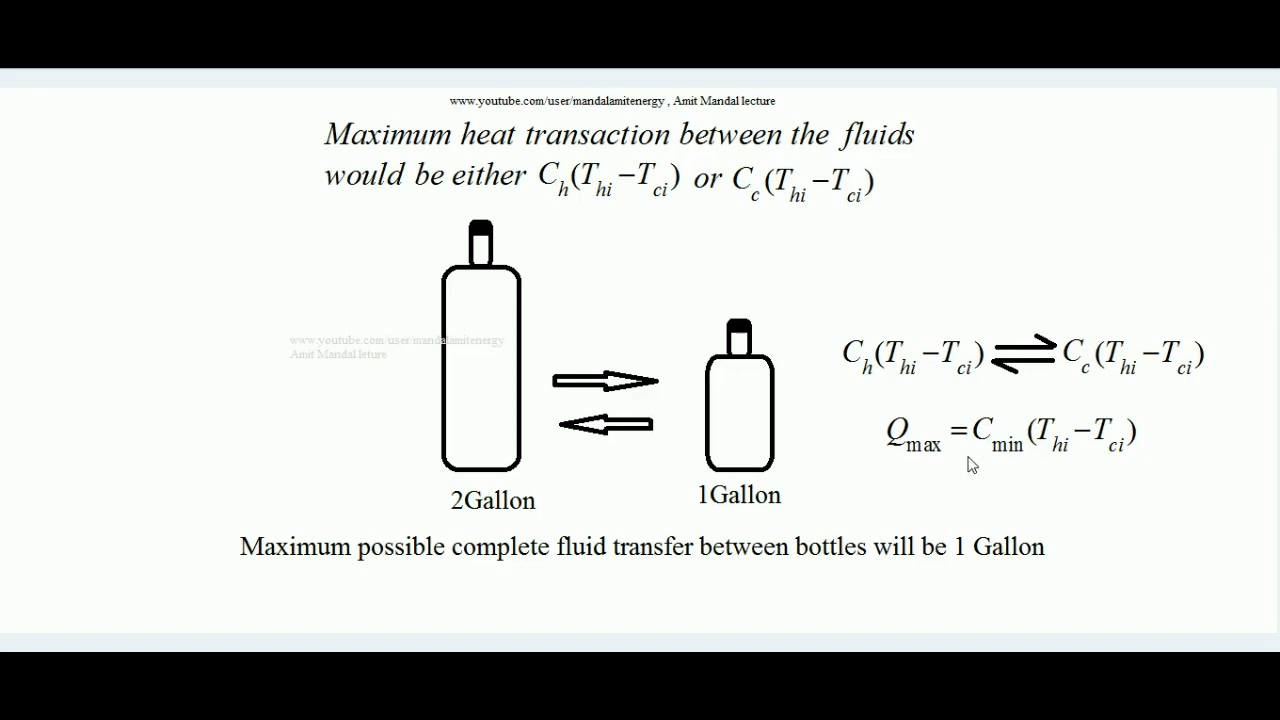 www.youtube.com/user/mandalamitenergy , Amit Mandal lecture
Maximum heat transaction between the fluids
would be either C_h(T_hi−T_ci) or C_c(T_hi−T_ci)
www.youtube.com/user/mandalamitenergy
Amit Mandal leture
C_h(T_hi−T_ci) ⇌ C_c(T_hi−T_ci)
Q_max = C_min(T_hi−T_ci)
2Gallon
1Gallon
Maximum possible complete fluid transfer between bottles will be 1 Gallon